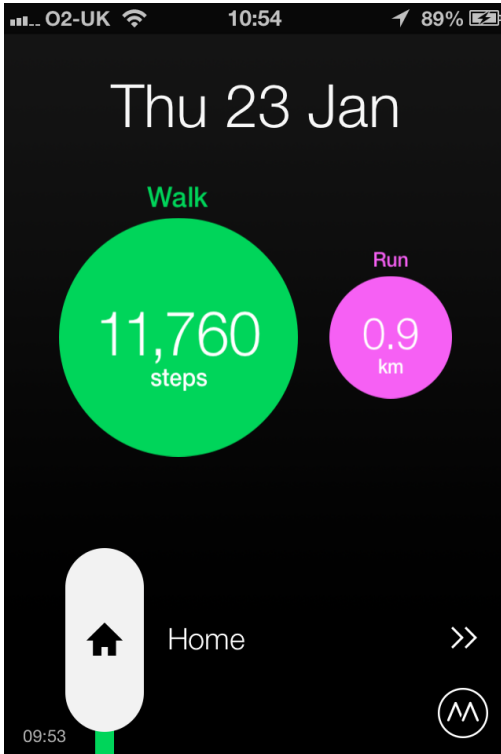 O2-UK 10:54 89%
Thu 23 Jan
Walk
Run
11,760
steps
0.9
km
Home
09:53